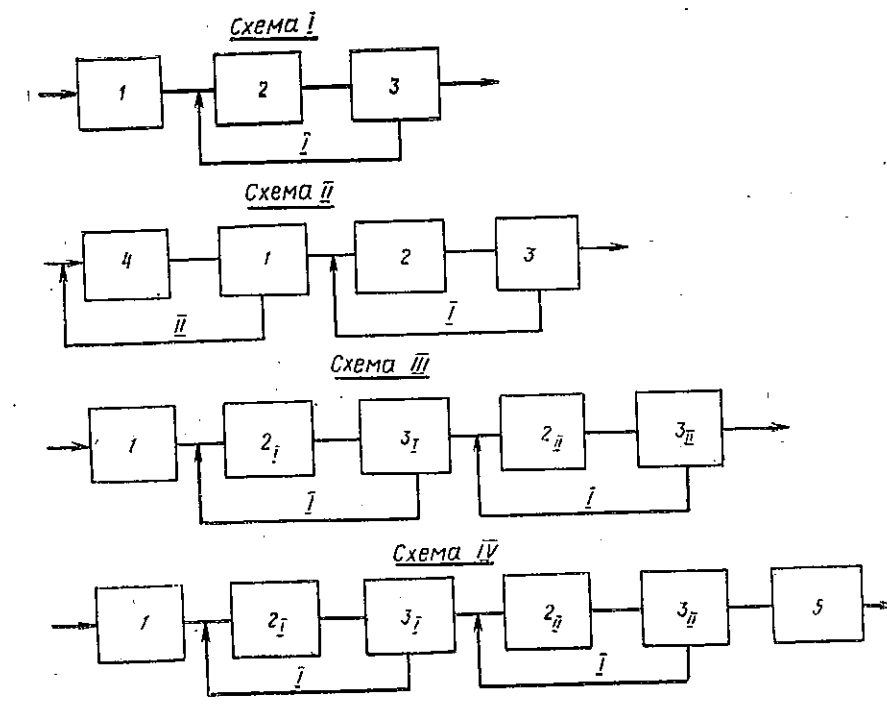 Схема I
1 2 3
I
Схема II
4 1 2 3
II I
Схема III
1 2I 3I 2II 3II
I I
Схема IV
1 2I 3I 2II 3II 5
I I